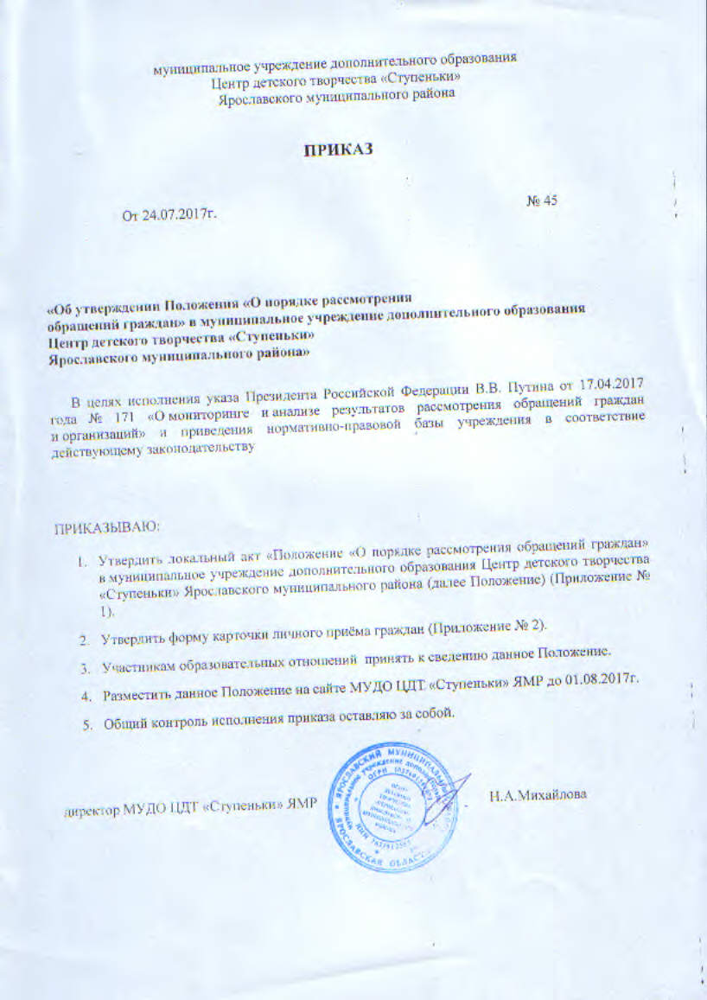 муниципальное учреждение дополнительного образования
Центр детского творчества «Ступеньки»
Ярославского муниципального района
ПРИКАЗ
От 24.07.2017г.
№ 45
«Об утверждении Положения «О порядке рассмотрения
обращений граждан» в муниципальное учреждение дополнительного образования
Центр детского творчества «Ступеньки»
Ярославского муниципального района»
В целях исполнения указа Президента Российской Федерации В.В. Путина от 17.04.2017
года № 171 «О мониторинге и анализе результатов рассмотрения обращений граждан
и организаций» и приведения нормативно-правовой базы учреждения в соответствие
действующему законодательству
ПРИКАЗЫВАЮ:
1. Утвердить локальный акт «Положение «О порядке рассмотрения обращений граждан»
в муниципальное учреждение дополнительного образования Центр детского творчества
«Ступеньки» Ярославского муниципального района (далее Положение) (Приложение №
1).
2. Утвердить форму карточки личного приёма граждан (Приложение № 2).
3. Участникам образовательных отношений принять к сведению данное Положение.
4. Разместить данное Положение на сайте МУДО ЦДТ «Ступеньки» ЯМР до 01.08.2017г.
5. Общий контроль исполнения приказа оставляю за собой.
директор МУДО ЦДТ «Ступеньки» ЯМР
Н.А.Михайлова
ЯРОСЛАВСКИЙ МУНИЦИПАЛЬНЫЙ
ЯРОСЛАВСКАЯ ОБЛАСТЬ
муниципальное учреждение
ОГРН
ИНН